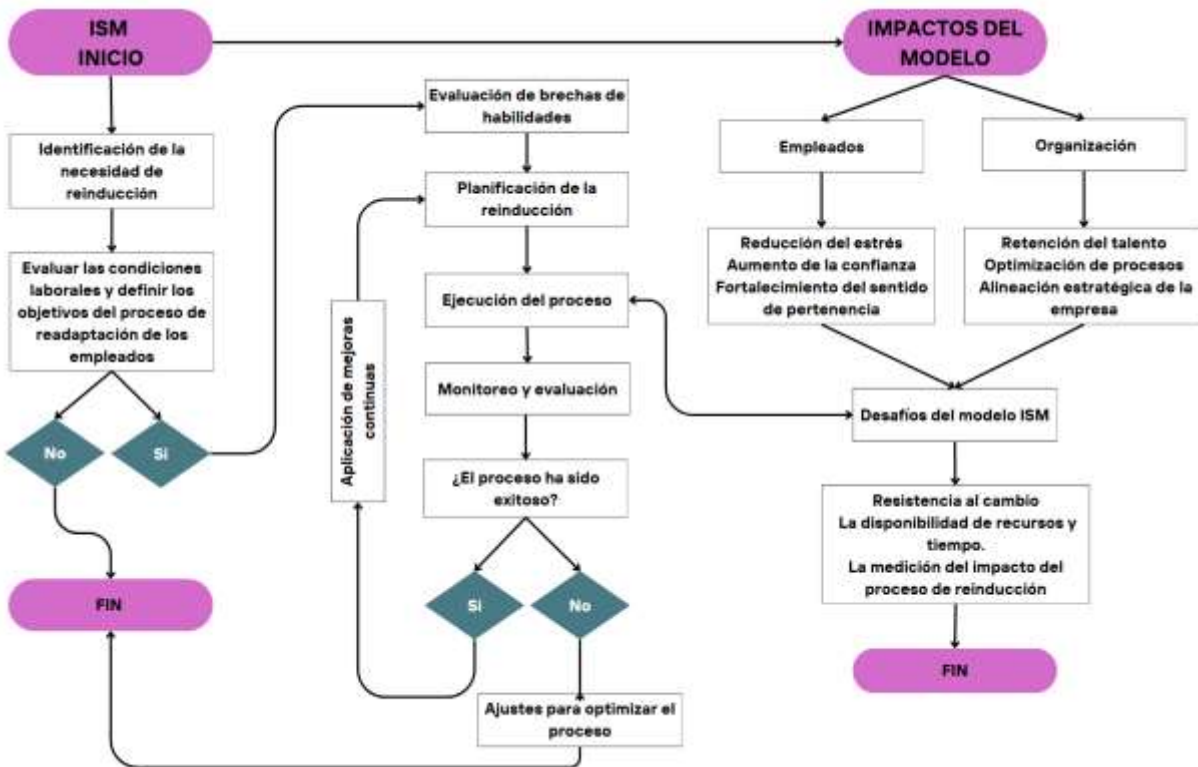 ISM
INICIO
Identificación de la
necesidad de
reinducción
Evaluar las condiciones
laborales y definir los
objetivos del proceso de
readaptación de los
empleados
No
Si
FIN
Evaluación de brechas de
habilidades
Planificación de la
reinducción
Ejecución del proceso
Monitoreo y evaluación
¿El proceso ha sido
exitoso?
Si
No
Aplicación de mejoras
continuas
Ajustes para optimizar el
proceso
IMPACTOS DEL
MODELO
Empleados
Organización
Reducción del estrés
Aumento de la confianza
Fortalecimiento del sentido
de pertenencia
Retención del talento
Optimización de procesos
Alineación estratégica de la
empresa
Desafíos del modelo ISM
Resistencia al cambio
La disponibilidad de recursos y
tiempo.
La medición del impacto del
proceso de reinducción
FIN